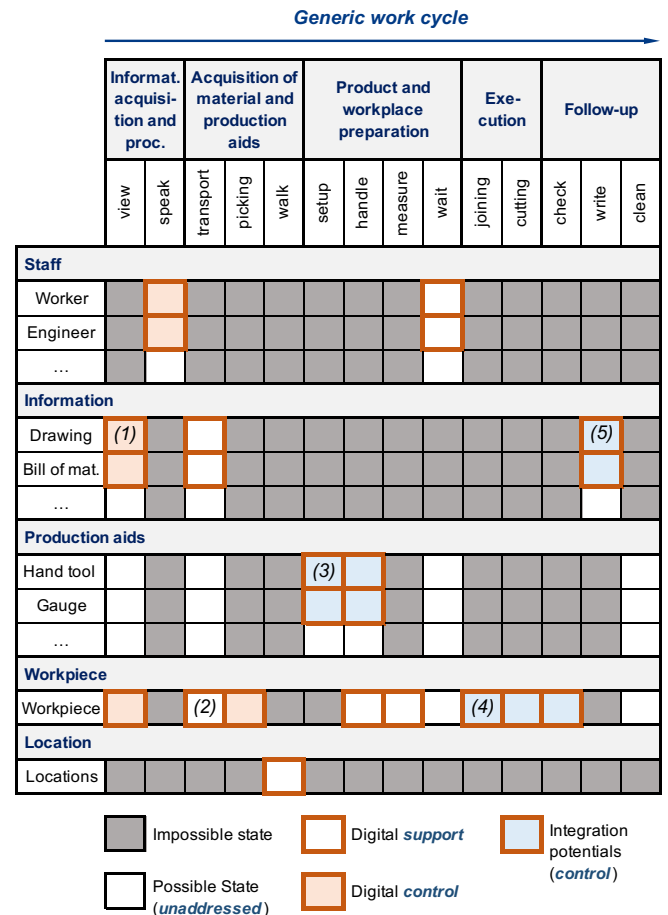 Generic work cycle
Informat. acquisi-tion and proc.
Acquisition of material and production aids
Product and workplace preparation
Exe-cution
Follow-up
view
speak
transport
picking
walk
setup
handle
measure
wait
joining
cutting
check
write
clean
Staff
Worker
Engineer
…
Information
Drawing (1) (5)
Bill of mat.
…
Production aids
Hand tool (3)
Gauge
…
Workpiece
Workpiece (2) (4)
Location
Locations
Impossible state
Digital support
Integration potentials (control)
Possible State (unaddressed)
Digital control